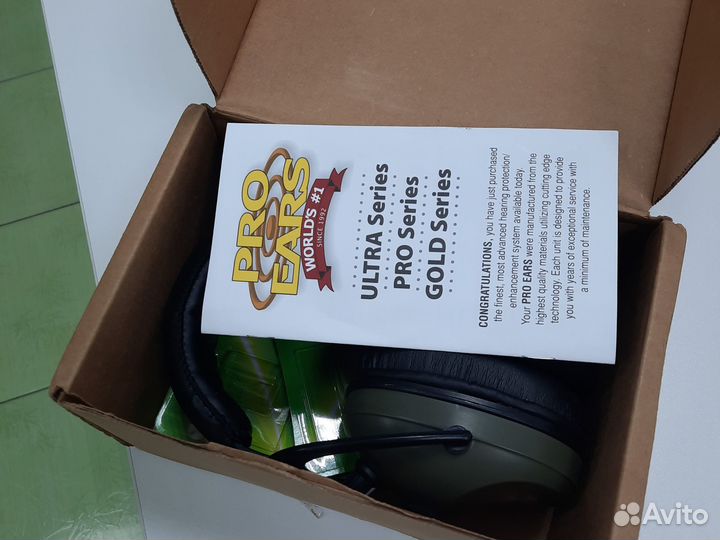 PRO
EARS
WORLD'S #1
SINCE 1992
ULTRA Series
PRO Series
GOLD Series
CONGRATULATIONS, you have just purchased
the finest, most advanced hearing protection/
enhancement system available today.
Your PRO EARS were manufactured from the
highest quality materials utilizing cutting edge
technology. Each unit is designed to provide
you with years of exceptional service with
a minimum of maintenance.
Avito